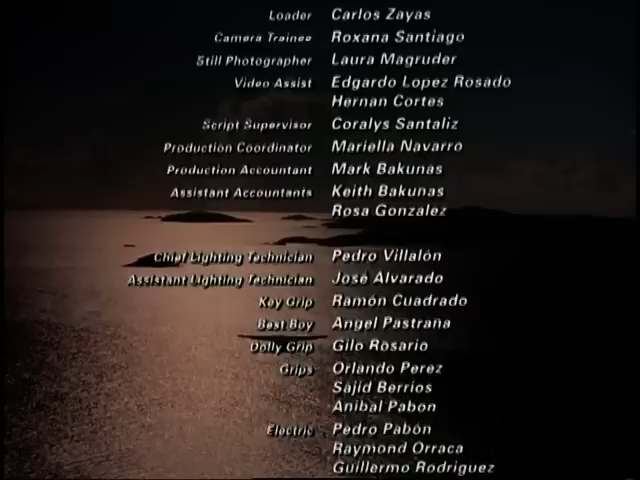 Loader Carlos Zayas
Camera Trainee Roxana Santiago
Still Photographer Laura Magruder
Video Assist Edgardo Lopez Rosado
Hernan Cortes
Script Supervisor Coralys Santaliz
Production Coordinator Mariella Navarro
Production Accountant Mark Bakunas
Assistant Accountants Keith Bakunas
Rosa Gonzalez
Chief Lighting Technician Pedro Villalón
Assistant Lighting Technician José Alvarado
Key Grip Ramón Cuadrado
Best Boy Angel Pastraña
Dolly Grip Gilo Rosario
Grips Orlando Perez
Sajid Berrios
Anibal Pabon
Electric Pedro Pabón
Raymond Orraca
Guillermo Rodriguez